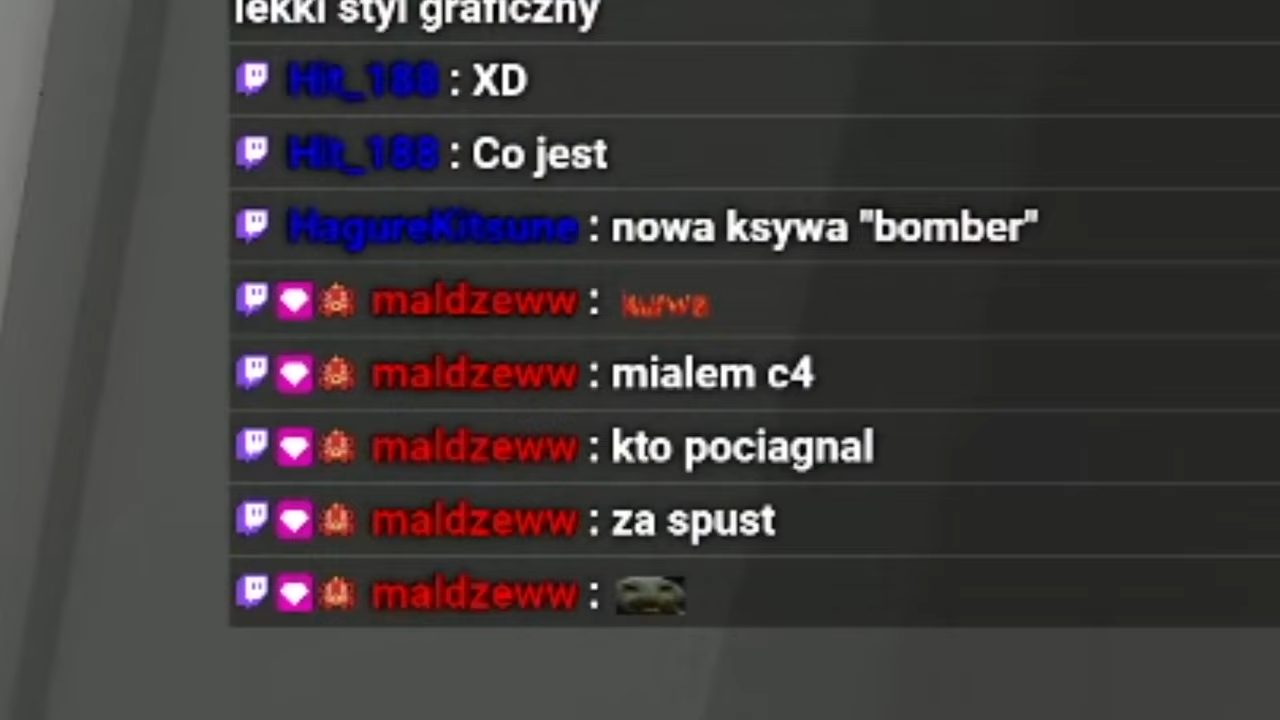 lekki styl graficzny
Hit_188 : XD
Hit_188 : Co jest
HagureKitsune : nowa ksywa "bomber"
maldzeww : kurwa
maldzeww : mialem c4
maldzeww : kto pociagnal
maldzeww : za spust
maldzeww :